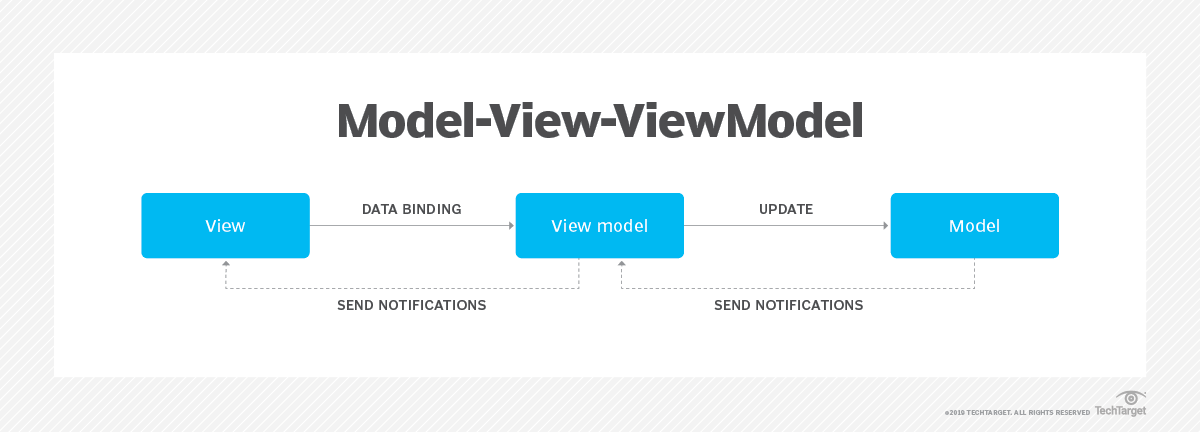 Model-View-ViewModel
View
DATA BINDING
View model
UPDATE
Model
SEND NOTIFICATIONS
SEND NOTIFICATIONS
©2019 TECHTARGET. ALL RIGHTS RESERVED
TechTarget